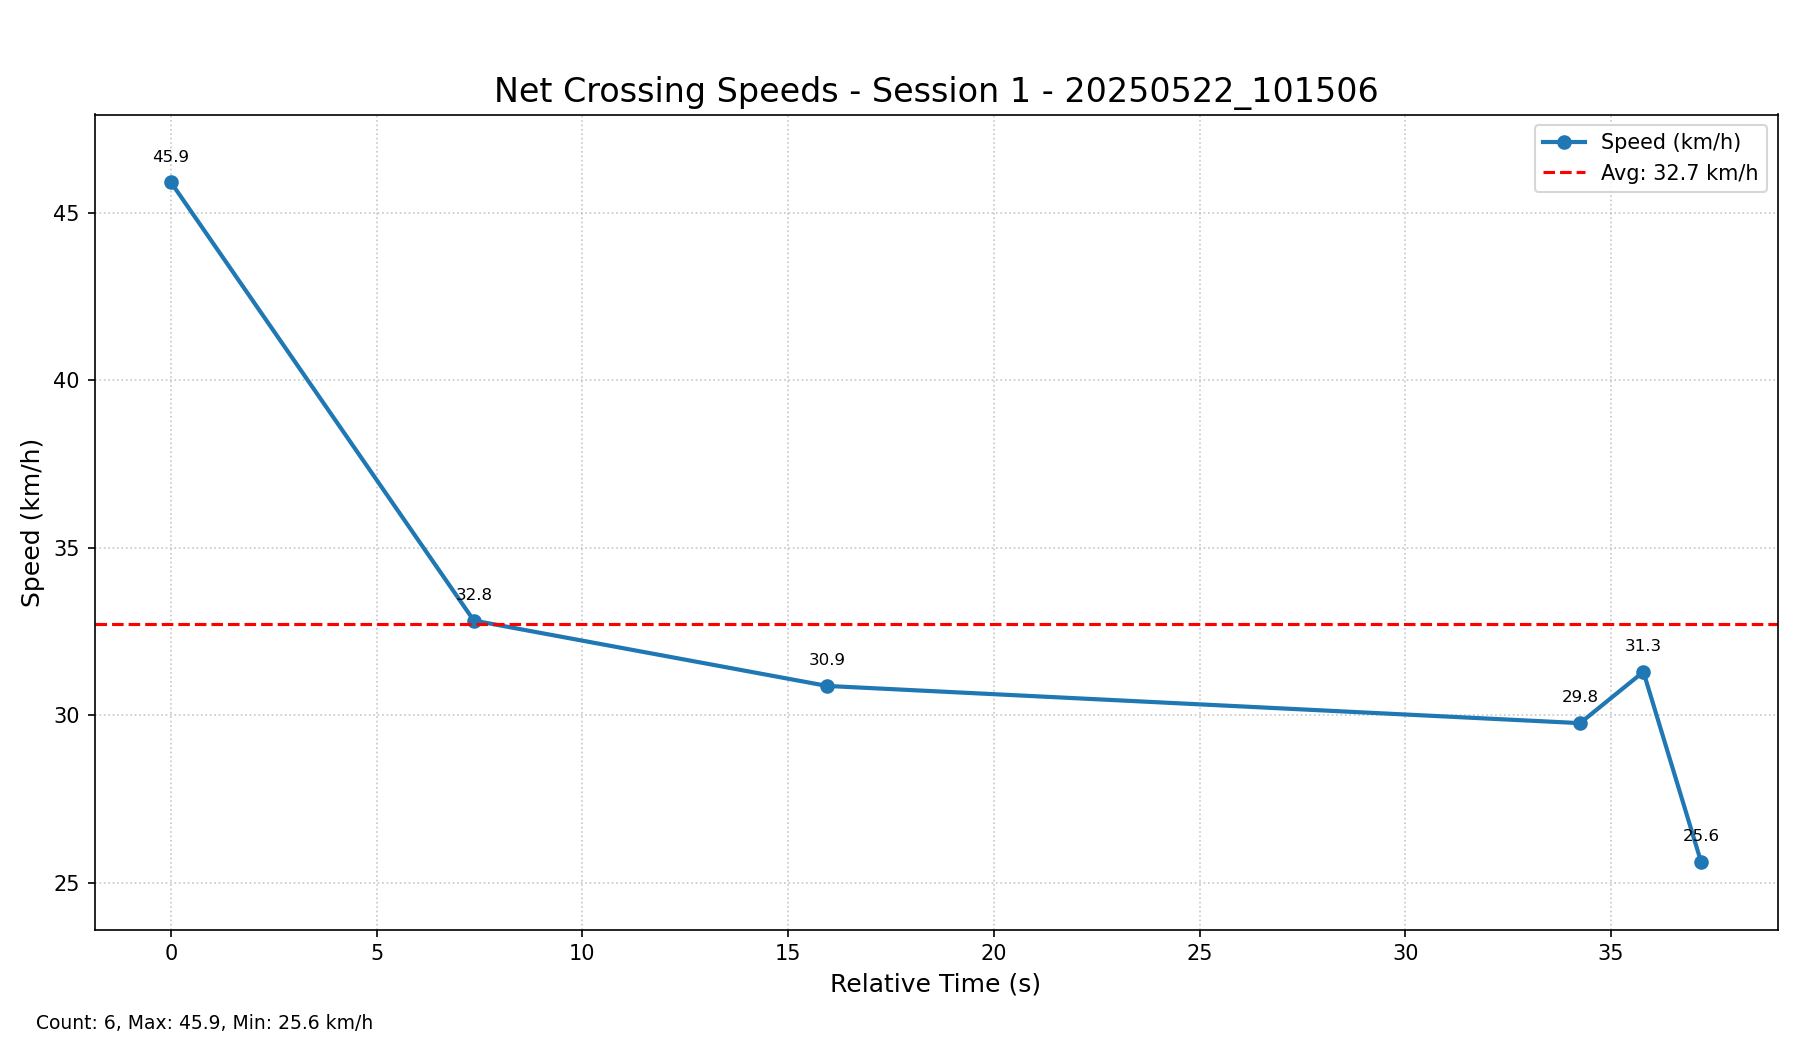 Net Crossing Speeds - Session 1 - 20250522_101506
Speed (km/h)
Avg: 32.7 km/h
45.9
32.8
30.9
29.8
31.3
25.6
45
40
35
30
25
Speed (km/h)
0 5 10 15 20 25 30 35
Relative Time (s)
Count: 6, Max: 45.9, Min: 25.6 km/h